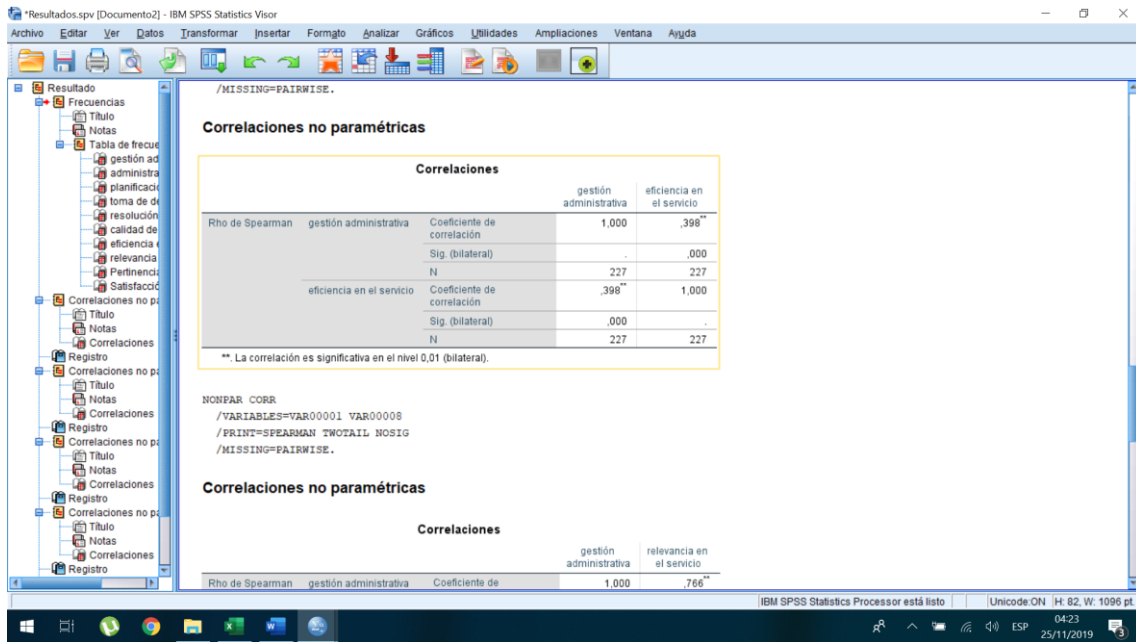 *Resultados.spv [Documento2] - IBM SPSS Statistics Visor
Archivo Editar Ver Datos Transformar Insertar Formato Analizar Gráficos Utilidades Ampliaciones Ventana Ayuda
Resultado
Frecuencias
Título
Notas
Tabla de frecue
gestión ad
administra
planificació
toma de de
resolución
calidad de
eficiencia e
relevancia
Pertinencia
Satisfacció
Correlaciones no pa
Título
Notas
Correlaciones
Registro
Correlaciones no pa
Título
Notas
Correlaciones
Registro
Correlaciones no pa
Título
Notas
Correlaciones
Registro
Correlaciones no pa
Título
Notas
Correlaciones
Registro
/MISSING=PAIRWISE.
Correlaciones no paramétricas
Correlaciones
gestión administrativa
eficiencia en el servicio
Rho de Spearman gestión administrativa Coeficiente de correlación 1,000 ,398**
Sig. (bilateral) . ,000
N 227 227
eficiencia en el servicio Coeficiente de correlación ,398** 1,000
Sig. (bilateral) ,000 .
N 227 227
**. La correlación es significativa en el nivel 0,01 (bilateral).
NONPAR CORR
/VARIABLES=VAR00001 VAR00008
/PRINT=SPEARMAN TWOTAIL NOSIG
/MISSING=PAIRWISE.
Correlaciones no paramétricas
Correlaciones
gestión administrativa
relevancia en el servicio
Rho de Spearman gestión administrativa Coeficiente de 1,000 ,766**
IBM SPSS Statistics Processor está listo Unicode:ON H: 82, W: 1096 pt.
ESP
04:23
25/11/2019
3